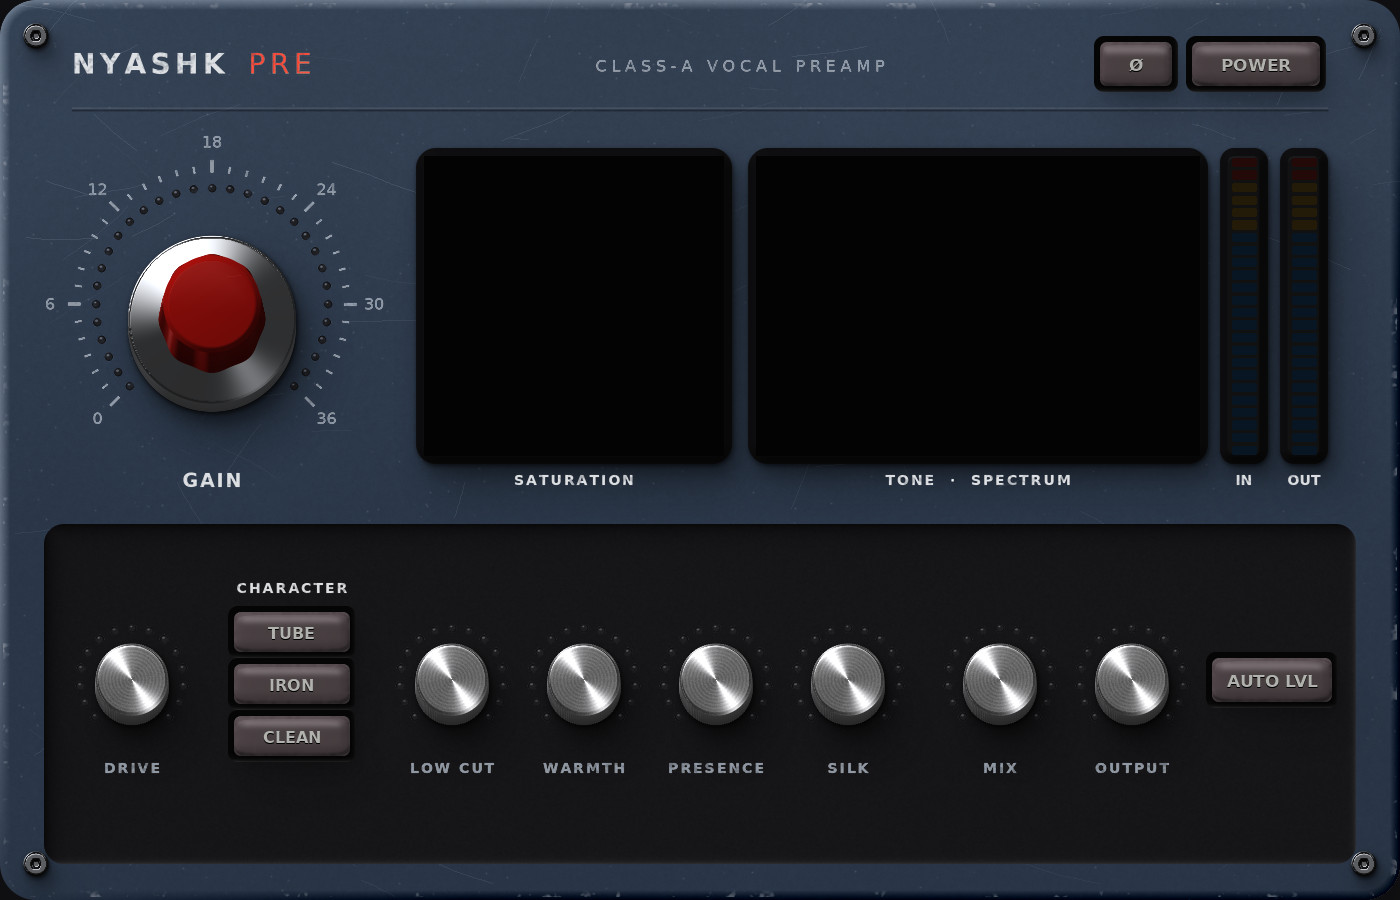 NYASHK PRE
CLASS-A VOCAL PREAMP
Ø
POWER
18
12
24
6
30
0
36
GAIN
SATURATION
TONE · SPECTRUM
IN
OUT
CHARACTER
TUBE
IRON
CLEAN
AUTO LVL
DRIVE
LOW CUT
WARMTH
PRESENCE
SILK
MIX
OUTPUT